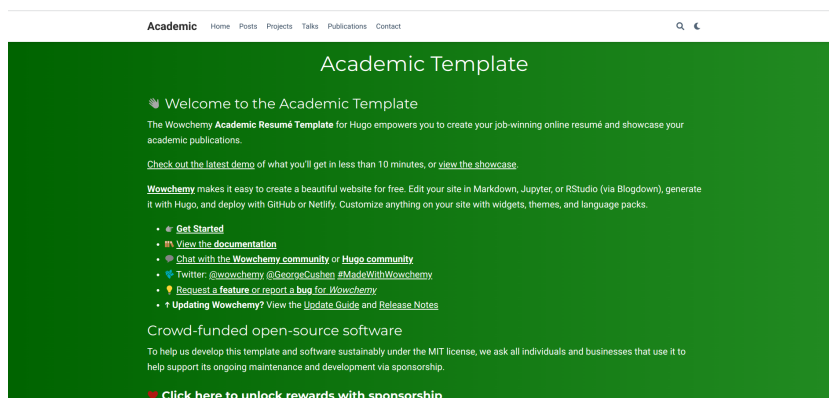 Academic Home Posts Projects Talks Publications Contact
Academic Template
👋 Welcome to the Academic Template
The Wowchemy Academic Resumé Template for Hugo empowers you to create your job-winning online resumé and showcase your
academic publications.
Check out the latest demo of what you'll get in less than 10 minutes, or view the showcase.
Wowchemy makes it easy to create a beautiful website for free. Edit your site in Markdown, Jupyter, or RStudio (via Blogdown), generate
it with Hugo, and deploy with GitHub or Netlify. Customize anything on your site with widgets, themes, and language packs.
• 👉 Get Started
• 📚 View the documentation
• 💬 Chat with the Wowchemy community or Hugo community
• 🐦 Twitter: @wowchemy @GeorgeCushen #MadeWithWowchemy
• 💡 Request a feature or report a bug for Wowchemy
• ⬆️ Updating Wowchemy? View the Update Guide and Release Notes
Crowd-funded open-source software
To help us develop this template and software sustainably under the MIT license, we ask all individuals and businesses that use it to
help support its ongoing maintenance and development via sponsorship.
❤️ Click here to unlock rewards with sponsorship